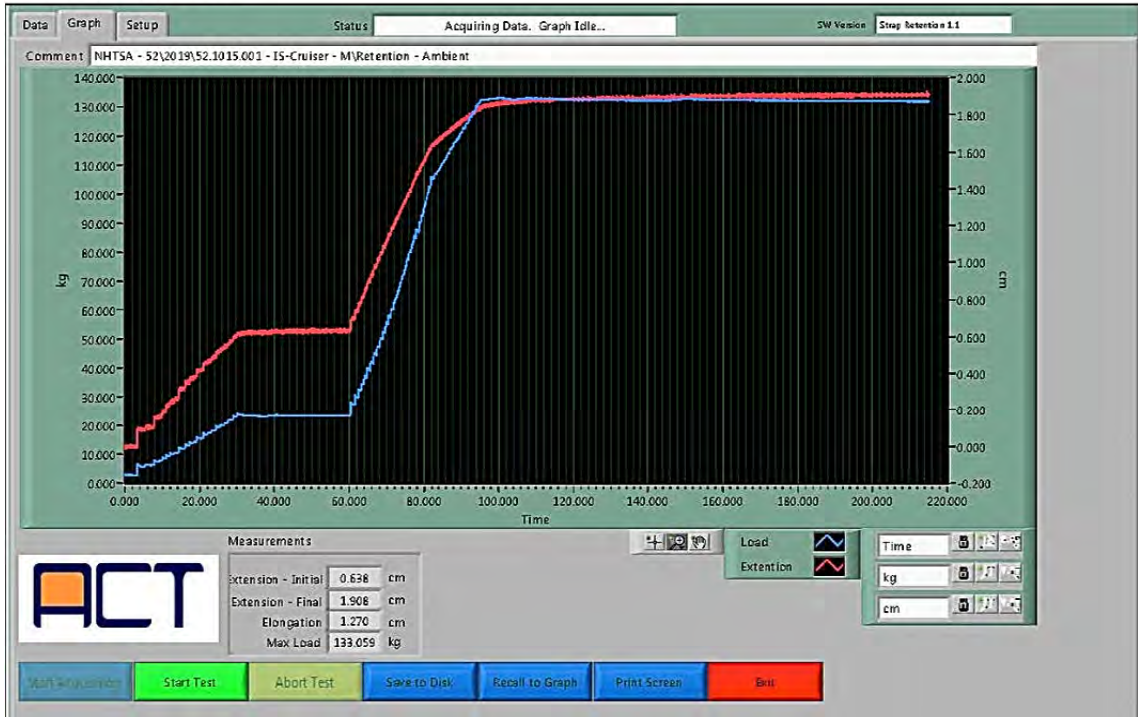 Data Graph Setup Status Acquiring Data. Graph Idle... SW Version Strap Retention 1.1
Comment NHTSA - 52\2019\52.1015.001 - IS-Cruiser - M\Retention - Ambient
140.000
130.000
120.000
110.000
100.000
90.000
80.000
70.000
60.000
50.000
40.000
30.000
20.000
10.000
0.000
kg
2.000
1.800
1.600
1.400
1.200
1.000
0.800
0.600
0.400
0.200
0.000
-0.200
cm
0.000 20.000 40.000 60.000 80.000 100.000 120.000 140.000 160.000 180.000 200.000 220.000
Time
Measurements
Extension - Initial 0.638 cm
Extension - Final 1.908 cm
Elongation 1.270 cm
Max Load 133.059 kg
Load
Extention
Time
kg
cm
ACT
Start Test Abort Test Save to Disk Recall to Graph Print Screen Exit